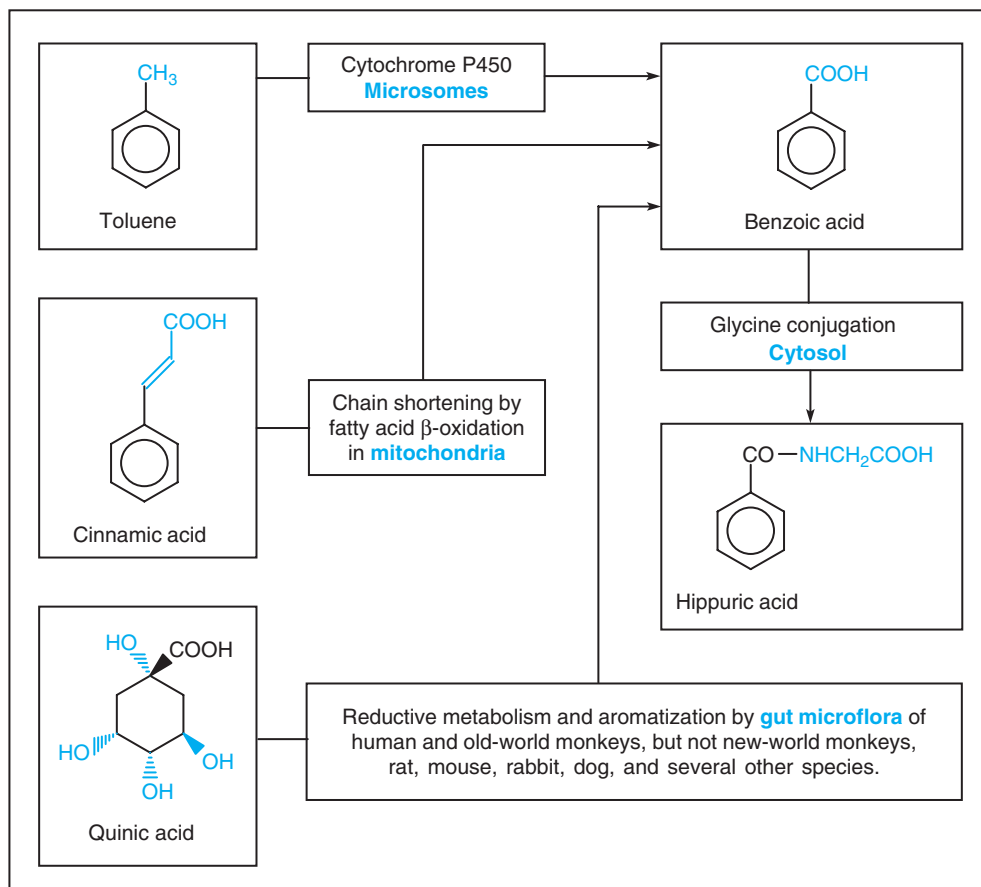 CH₃
Toluene
Cytochrome P450
Microsomes
COOH
Benzoic acid
COOH
Cinnamic acid
Chain shortening by
fatty acid β-oxidation
in mitochondria
Glycine conjugation
Cytosol
CO—NHCH₂COOH
Hippuric acid
HO
COOH
HO
OH
OH
Quinic acid
Reductive metabolism and aromatization by gut microflora of
human and old-world monkeys, but not new-world monkeys,
rat, mouse, rabbit, dog, and several other species.